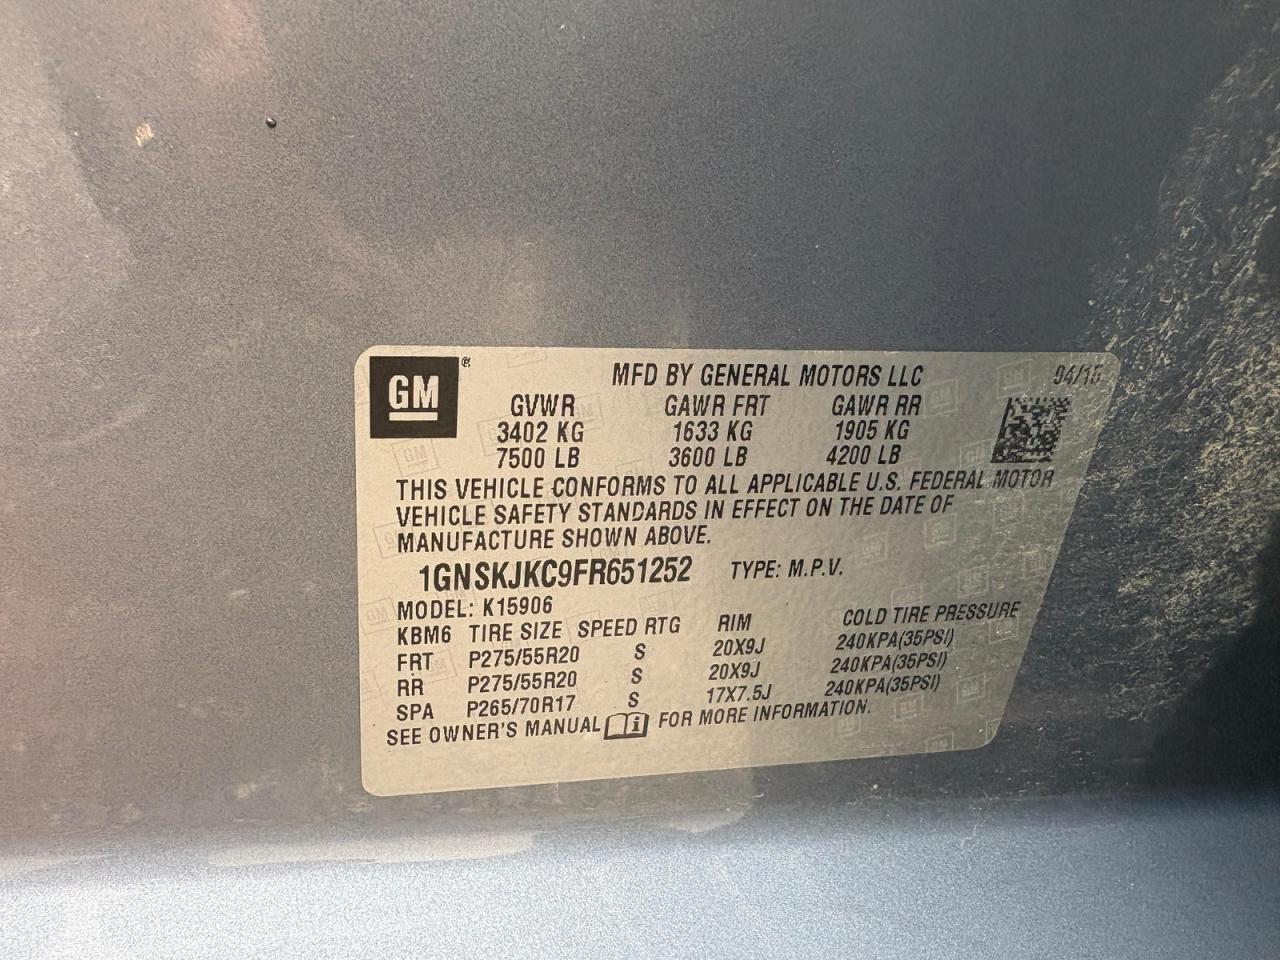 GM
MFD BY GENERAL MOTORS LLC 04/15
GVWR GAWR FRT GAWR RR
3402 KG 1633 KG 1905 KG
7500 LB 3600 LB 4200 LB
THIS VEHICLE CONFORMS TO ALL APPLICABLE U.S. FEDERAL MOTOR
VEHICLE SAFETY STANDARDS IN EFFECT ON THE DATE OF
MANUFACTURE SHOWN ABOVE.
1GNSKJKC9FR651252 TYPE: M.P.V.
MODEL: K15906
KBM6 TIRE SIZE SPEED RTG RIM COLD TIRE PRESSURE
FRT P275/55R20 S 20X9J 240KPA(35PSI)
RR P275/55R20 S 20X9J 240KPA(35PSI)
SPA P265/70R17 S 17X7.5J 240KPA(35PSI)
SEE OWNER'S MANUAL i FOR MORE INFORMATION.